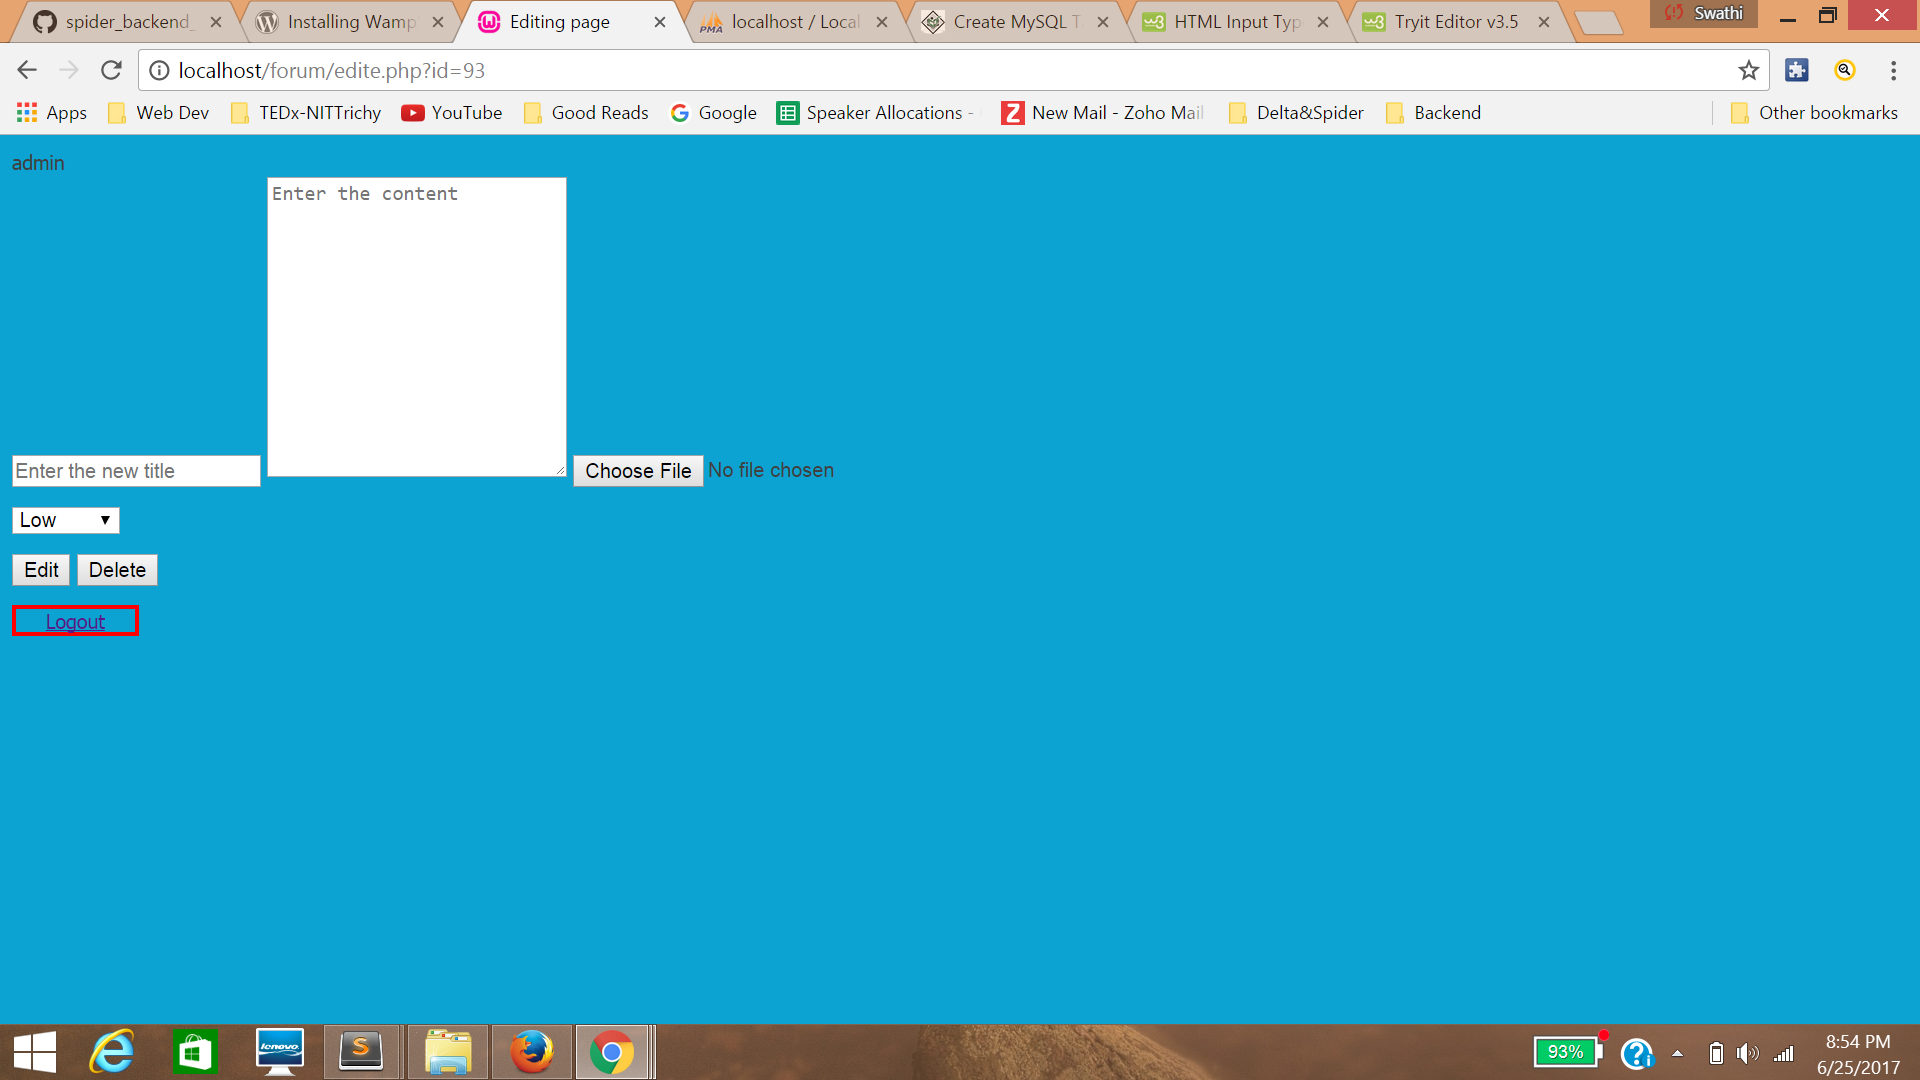 spider_backend_
Installing Wamp
Editing page
localhost / Local
Create MySQL T
HTML Input Typ
Tryit Editor v3.5
Swathi
localhost/forum/edite.php?id=93
Apps
Web Dev
TEDx-NITTrichy
YouTube
Good Reads
Google
Speaker Allocations -
New Mail - Zoho Mail
Delta&Spider
Backend
Other bookmarks
admin
Enter the content
Enter the new title
Choose File No file chosen
Low
Edit Delete
Logout
lenovo
93%
8:54 PM
6/25/2017